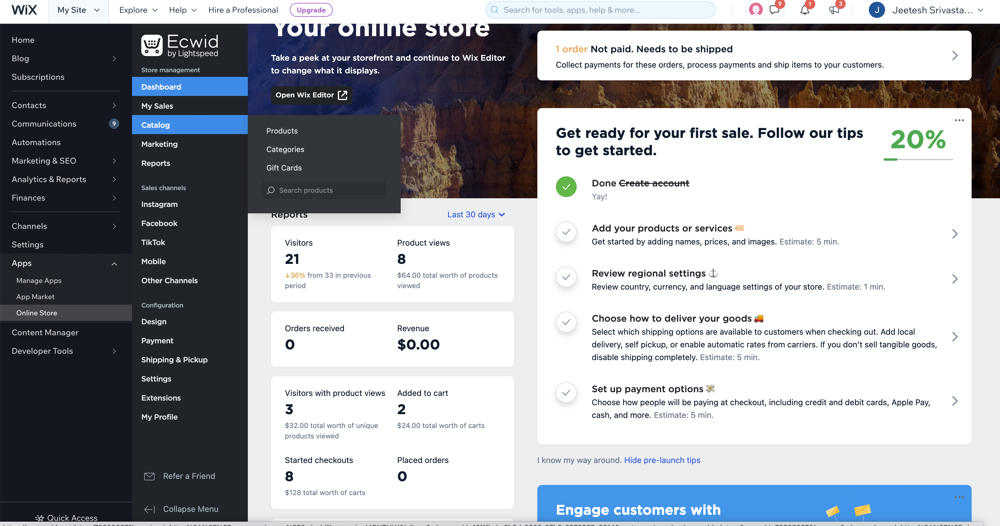 WiX
My Site
Explore
Help
Hire a Professional
Upgrade
Search for tools, apps, help & more...
9
1
3
J
Jeetesh Srivasta...
Home
Blog
Subscriptions
Contacts
Communications
9
Automations
Marketing & SEO
Analytics & Reports
Finances
Channels
Settings
Apps
Manage Apps
App Market
Online Store
Content Manager
Developer Tools
Quick Access
Ecwid
by Lightspeed
Store management
Dashboard
My Sales
Catalog
Marketing
Reports
Sales channels
Instagram
Facebook
TikTok
Mobile
Other Channels
Configuration
Design
Payment
Shipping & Pickup
Settings
Extensions
My Profile
Refer a Friend
Collapse Menu
Your online store
Take a peek at your storefront and continue to Wix Editor
to change what it displays.
Open Wix Editor
Products
Categories
Gift Cards
Search products
Reports
Last 30 days
Visitors
21
↓36% from 33 in previous
period
Product views
8
$64.00 total worth of products
viewed
Orders received
0
Revenue
$0.00
Visitors with product views
3
$32.00 total worth of unique
products viewed
Added to cart
2
$24.00 total worth of carts
Started checkouts
8
$128 total worth of carts
Placed orders
0
1 order Not paid. Needs to be shipped
Collect payments for these orders, process payments and ship items to your customers.
Get ready for your first sale. Follow our tips
to get started.
20%
Done Create account
Yay!
Add your products or services
Get started by adding names, prices, and images. Estimate: 5 min.
Review regional settings
Review country, currency, and language settings of your store. Estimate: 1 min.
Choose how to deliver your goods
Select which shipping options are available to customers when checking out. Add local
delivery, self pickup, or enable automatic rates from carriers. If you don’t sell tangible goods,
disable shipping completely. Estimate: 5 min.
Set up payment options
Choose how people will be paying at checkout, including credit and debit cards, Apple Pay,
cash, and more. Estimate: 5 min.
I know my way around. Hide pre-launch tips
Engage customers with